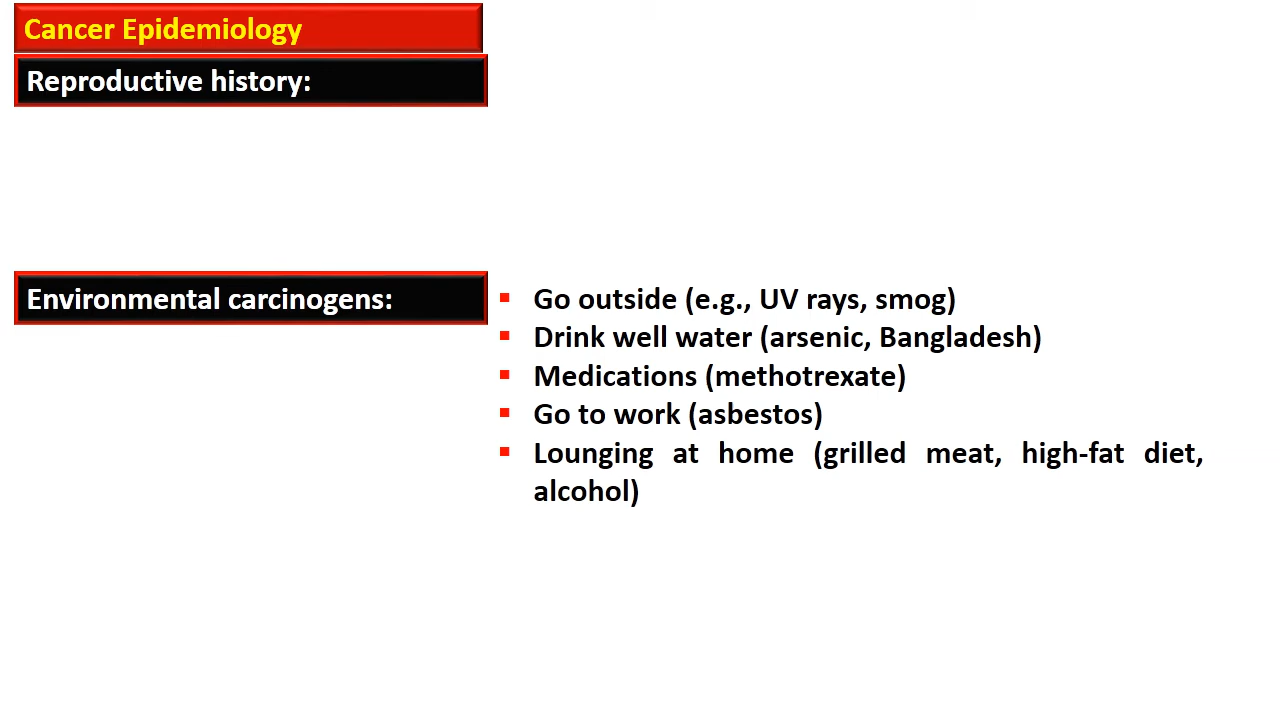 Cancer Epidemiology
Reproductive history:
Environmental carcinogens:
▪ Go outside (e.g., UV rays, smog)
▪ Drink well water (arsenic, Bangladesh)
▪ Medications (methotrexate)
▪ Go to work (asbestos)
▪ Lounging at home (grilled meat, high-fat diet,
alcohol)